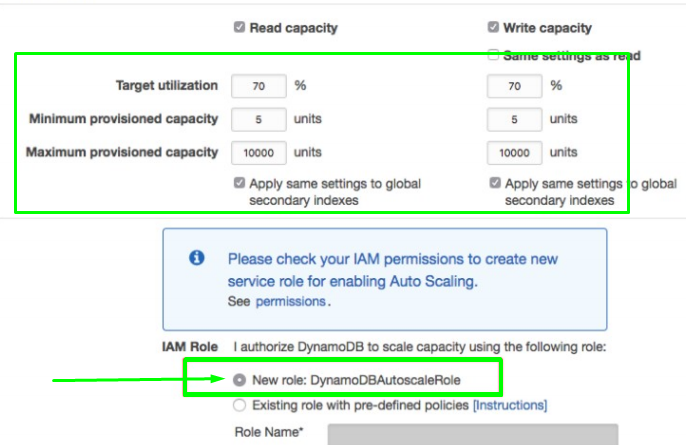 Read capacity Write capacity
Same settings as read
Target utilization 70 % 70 %
Minimum provisioned capacity 5 units 5 units
Maximum provisioned capacity 10000 units 10000 units
Apply same settings to global Apply same settings to global
secondary indexes secondary indexes
Please check your IAM permissions to create new
service role for enabling Auto Scaling.
See permissions.
IAM Role I authorize DynamoDB to scale capacity using the following role:
New role: DynamoDBAutoscaleRole
Existing role with pre-defined policies [Instructions]
Role Name*